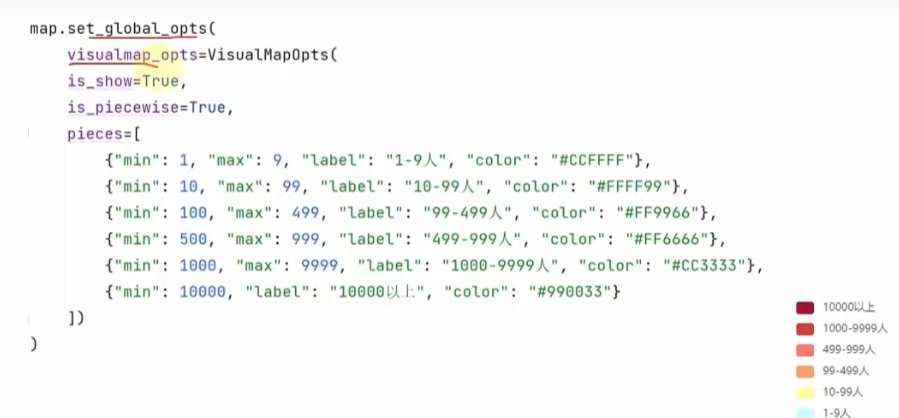 map.set_global_opts(
    visualmap_opts=VisualMapOpts(
    is_show=True,
    is_piecewise=True,
    pieces=[
        {"min": 1, "max": 9, "label": "1-9人", "color": "#CCFFFF"},
        {"min": 10, "max": 99, "label": "10-99人", "color": "#FFFF99"},
        {"min": 100, "max": 499, "label": "99-499人", "color": "#FF9966"},
        {"min": 500, "max": 999, "label": "499-999人", "color": "#FF6666"},
        {"min": 1000, "max": 9999, "label": "1000-9999人", "color": "#CC3333"},
        {"min": 10000, "label": "10000以上", "color": "#990033"}
    ])
)
10000以上
1000-9999人
499-999人
99-499人
10-99人
1-9人